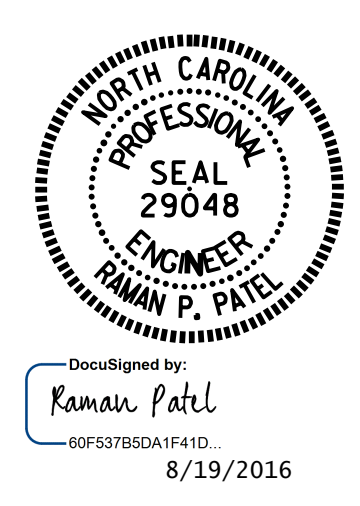 NORTH CAROLINA
PROFESSIONAL
SEAL
29048
ENGINEER
RAMAN P. PATEL
DocuSigned by:
Raman Patel
60F537B5DA1F41D...
8/19/2016